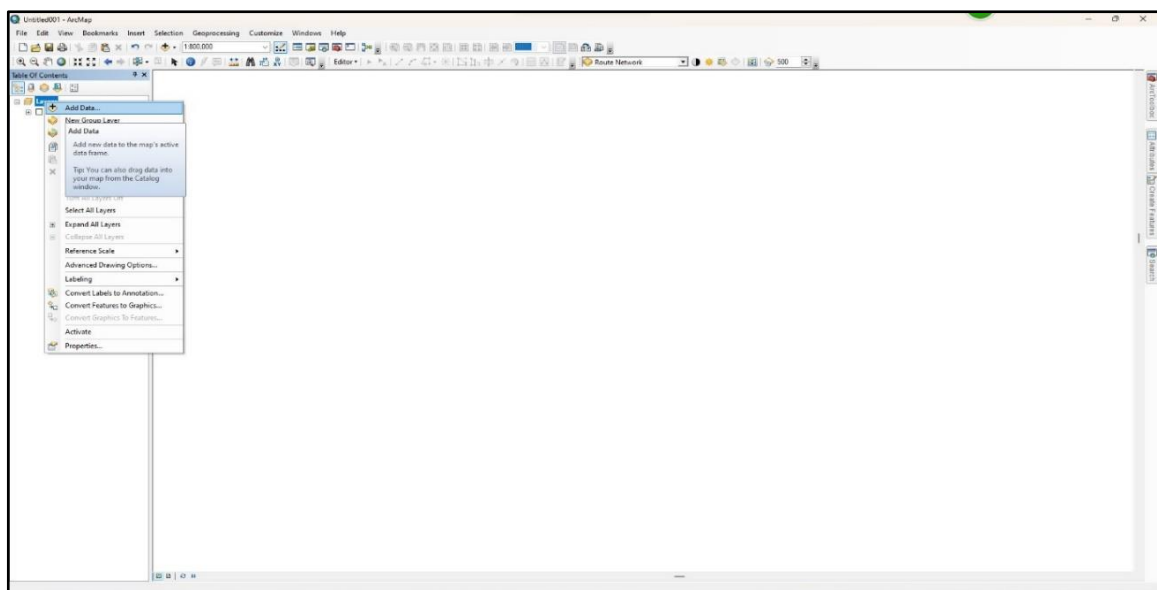 Untitled001 - ArcMap
File Edit View Bookmarks Insert Selection Geoprocessing Customize Windows Help
1:800,000
Editor
Route Network
500
Table Of Contents
Add Data...
New Group Layer
Add Data
Add new data to the map's active
data frame.
Tip: You can also drag data into
your map from the Catalog
window.
Turn All Layers Off
Select All Layers
Expand All Layers
Collapse All Layers
Reference Scale
Advanced Drawing Options...
Labeling
Convert Labels to Annotation...
Convert Features to Graphics...
Convert Graphics To Features...
Activate
Properties...
ArcToolbox
Attributes
Create Features
Search